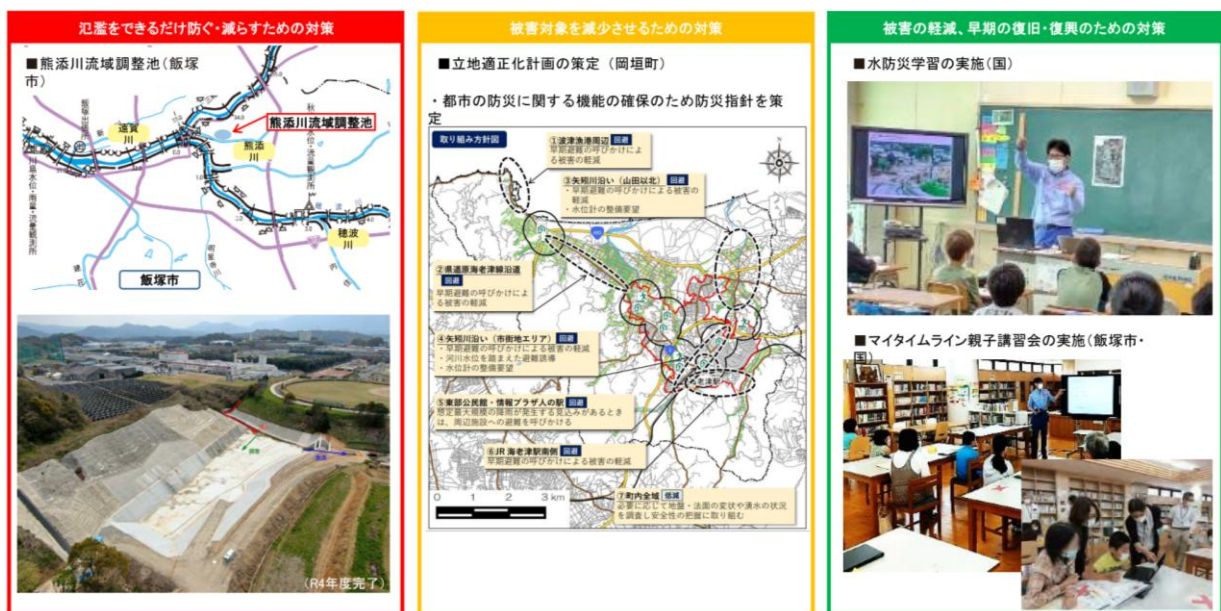 氾濫をできるだけ防ぐ・減らすための対策
■熊添川流域調整池(飯塚
市)
熊添川流域調整池
遠賀
川
熊添
川
穂波
川
飯塚市
(R4年度完了)
被害対象を減少させるための対策
■立地適正化計画の策定（岡垣町）
・都市の防災に関する機能の確保のため防災指針を策
定
取り組み方針図
①波津漁港周辺 回避
早期避難の呼びかけによ
る被害の軽減
③矢矧川沿い（山田以北） 回避
・早期避難の呼びかけによる被害の
軽減
・水位計の整備要望
②県道原海老津線沿道
回避
早期避難の呼びかけによ
る被害の軽減
④矢矧川沿い（市街地エリア） 回避
・早期避難の呼びかけによる被害の軽減
・河川水位を踏まえた避難誘導
・水位計の整備要望
海老津駅
⑤東部公民館・情報プラザ人の駅 回避
想定最大規模の降雨が発生する見込みがあるとき
は、周辺施設への避難を呼びかける
⑥JR 海老津駅南側 回避
早期避難の呼びかけによる被害の軽減
⑦町内全域 低減
必要に応じて地盤・法面の変状や湧水の状況
を調査し安全性の把握に取り組む
0 1 2 3 km
被害の軽減、早期の復旧・復興のための対策
■水防災学習の実施(国)
■マイタイムライン親子講習会の実施(飯塚市・
国)